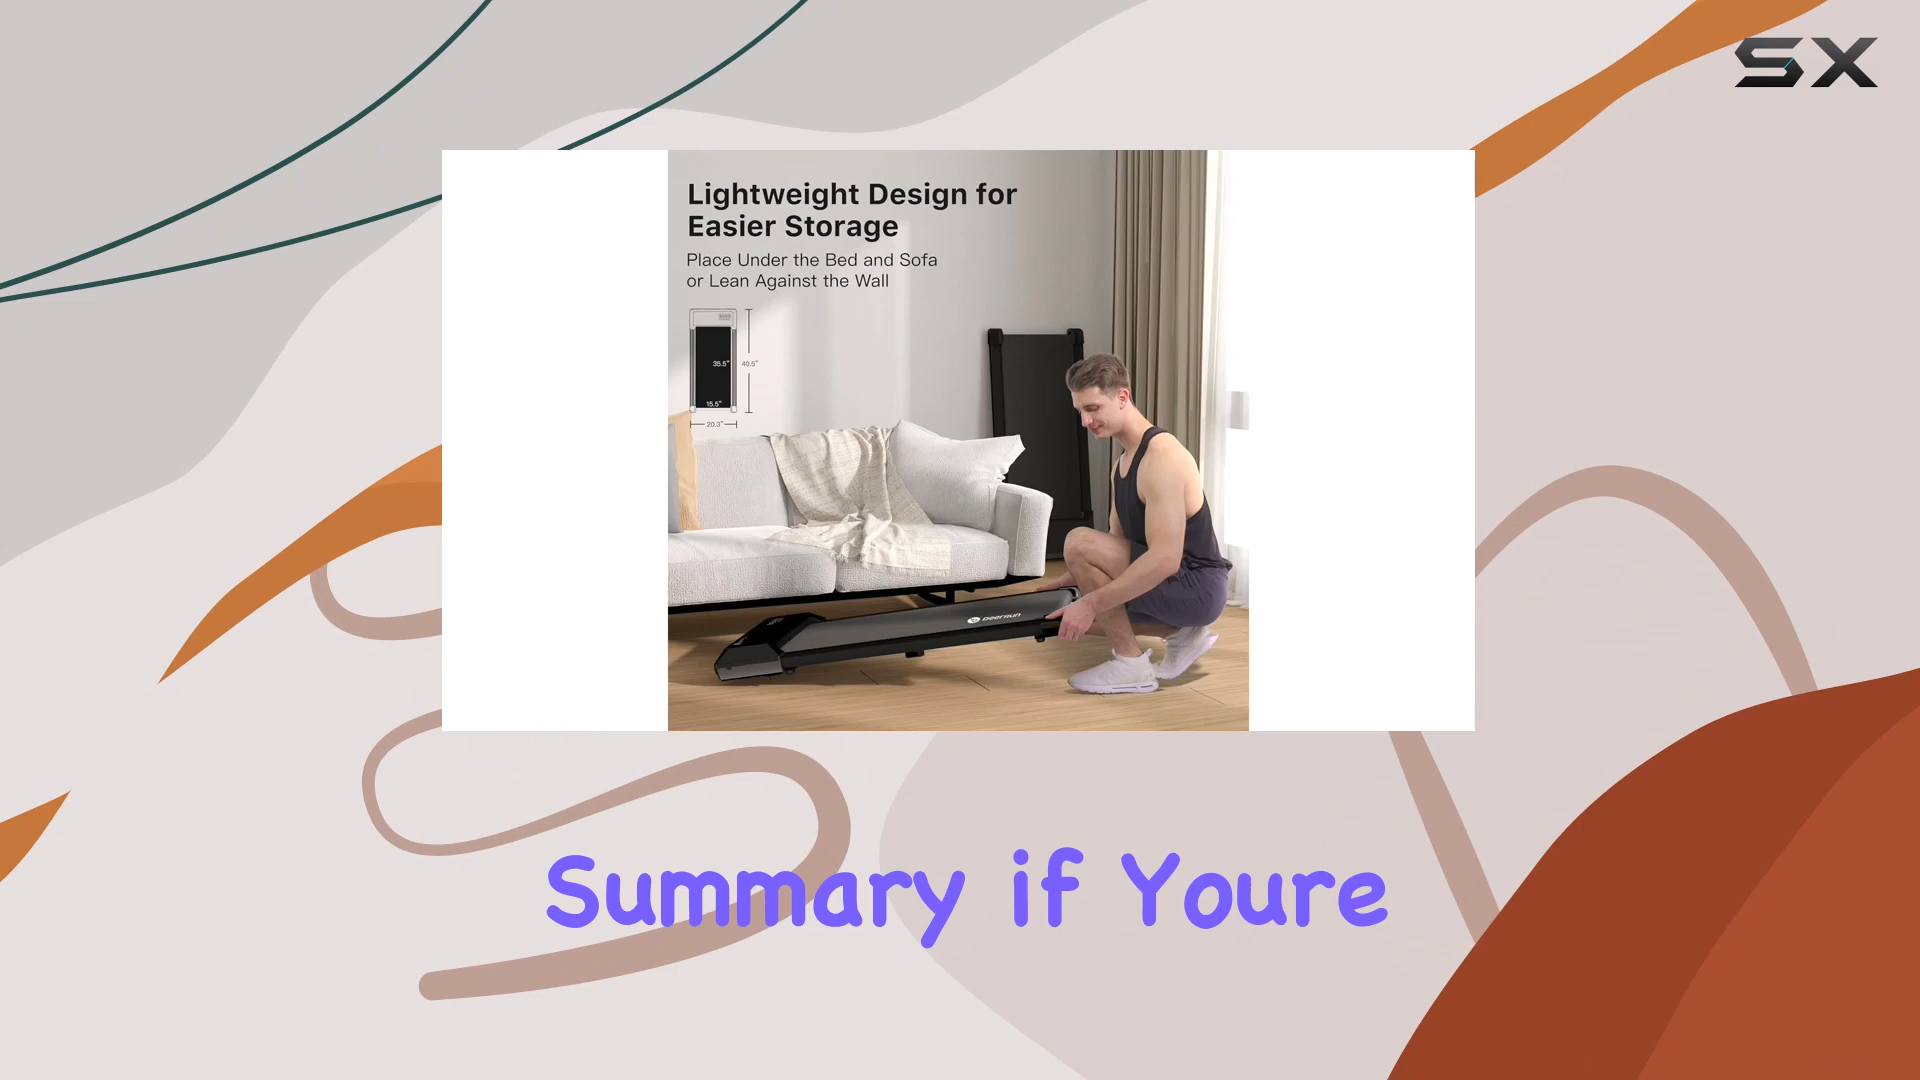 SX
Lightweight Design for
Easier Storage
Place Under the Bed and Sofa
or Lean Against the Wall
35.5"
40.5"
15.5"
20.3"
DEERRUN
Summary if Youre